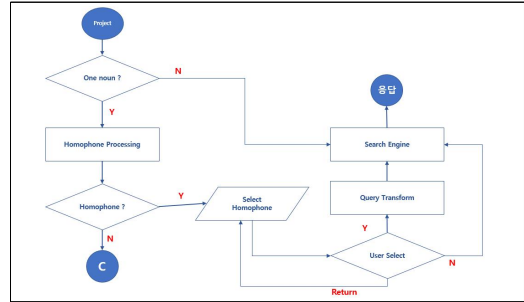 Project
One noun ?
N
Y
응답
Homophone Processing
Search Engine
Homophone ?
Y
Select
Homophone
Query Transform
Y
N
C
User Select
N
Return